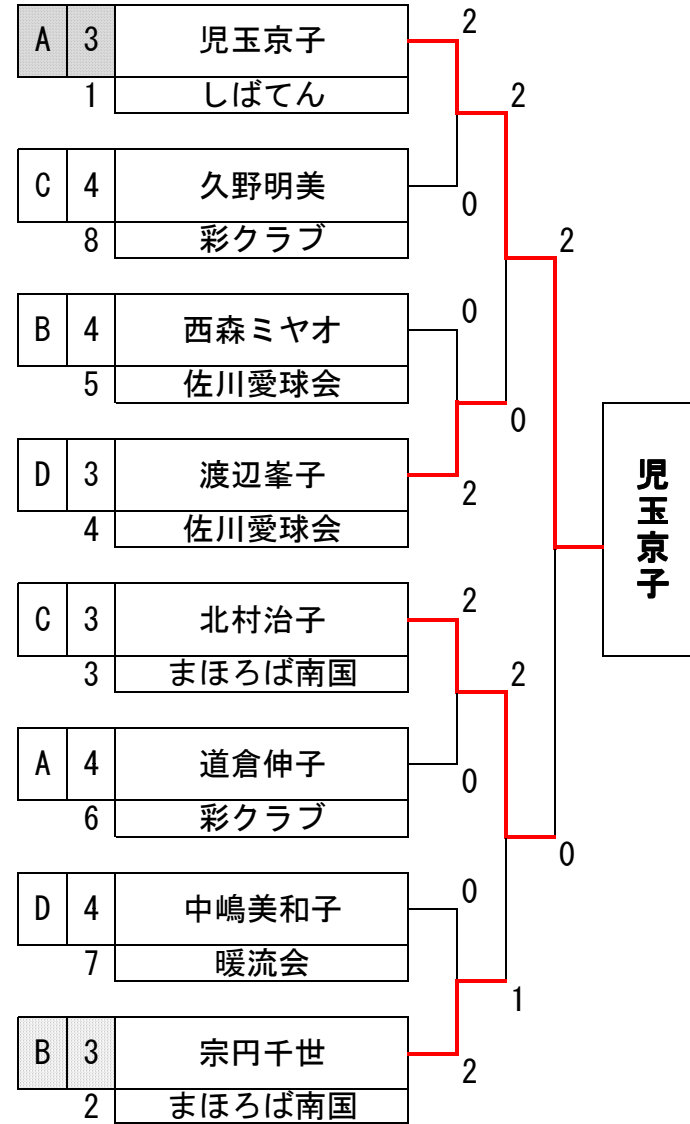 A 3 児玉京子 2
1 しばてん 2
C 4 久野明美 0
8 彩クラブ 2
B 4 西森ミヤオ 0
5 佐川愛球会 0
D 3 渡辺峯子 2
4 佐川愛球会
児玉京子
C 3 北村治子 2
3 まほろば南国 2
A 4 道倉伸子 0
6 彩クラブ 0
D 4 中嶋美和子 0
7 暖流会 1
B 3 宗円千世 2
2 まほろば南国